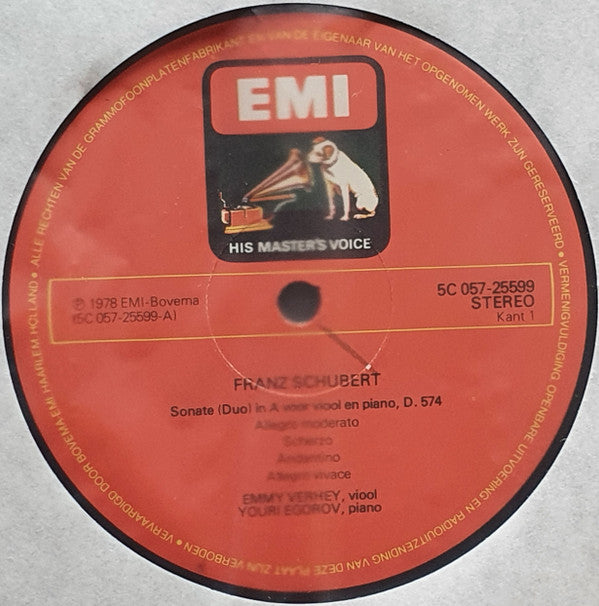 EMI
HIS MASTER'S VOICE
℗ 1978 EMI-Bovema
(5C 057-25599-A)
5C 057-25599
STEREO
Kant 1
FRANZ SCHUBERT
Sonate (Duo) in A voor viool en piano, D. 574
Allegro moderato
Scherzo
Andantino
Allegro vivace
EMMY VERHEY, viool
YOURI EGOROV, piano
• ALLE RECHTEN VAN DE GRAMMOFOONPLATENFABRIKANT EN VAN DE EIGENAAR VAN HET OPGENOMEN WERK ZIJN GERESERVEERD • VERMENIGVULDIGING, OPENBARE UITVOERING EN RADIOUITZENDING VAN DEZE PLAAT ZIJN VERBODEN • VERVAARDIGD DOOR BOVEMA EMI HAARLEM HOLLAND